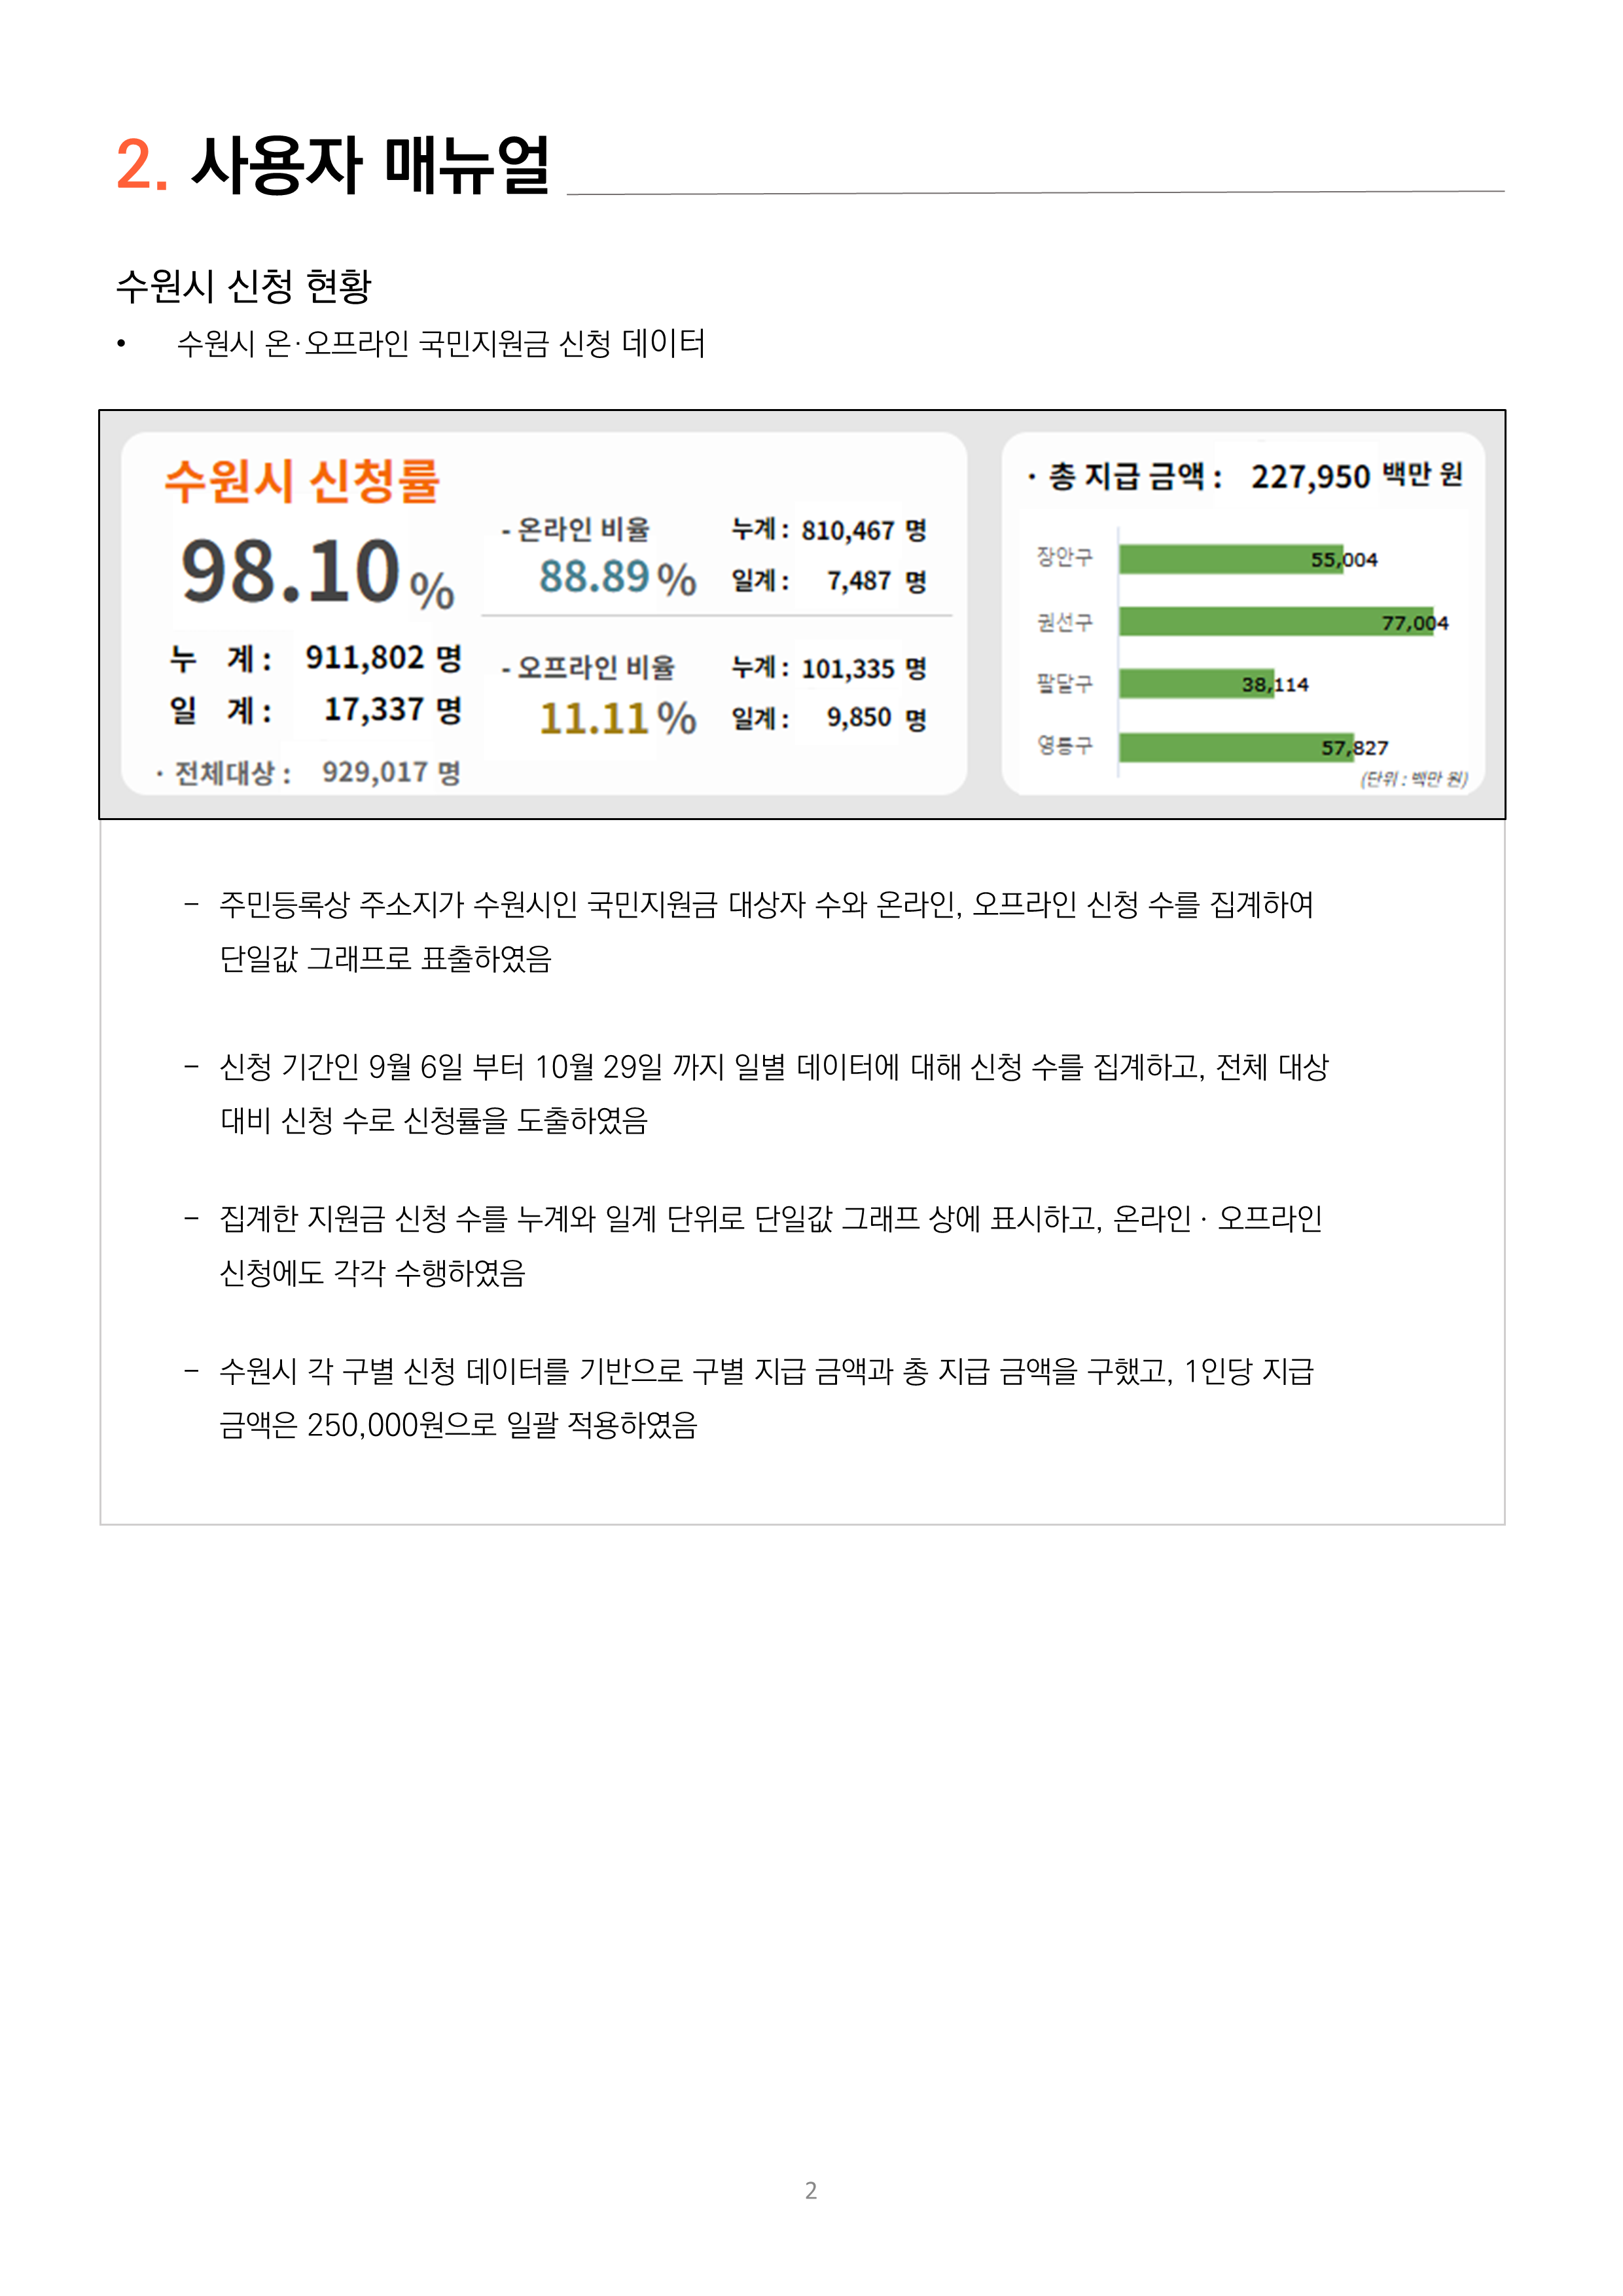 2. 사용자 매뉴얼
수원시 신청 현황
• 수원시 온·오프라인 국민지원금 신청 데이터
수원시 신청률
98.10 %
누 계 : 911,802 명
일 계 : 17,337 명
· 전체대상 : 929,017 명
- 온라인 비율
88.89 %
누계 : 810,467 명
일계 : 7,487 명
- 오프라인 비율
11.11 %
누계 : 101,335 명
일계 : 9,850 명
· 총 지급 금액 : 227,950 백만 원
장안구 55,004
권선구 77,004
팔달구 38,114
영통구 57,827
(단위 : 백만 원)
– 주민등록상 주소지가 수원시인 국민지원금 대상자 수와 온라인, 오프라인 신청 수를 집계하여
단일값 그래프로 표출하였음
– 신청 기간인 9월 6일 부터 10월 29일 까지 일별 데이터에 대해 신청 수를 집계하고, 전체 대상
대비 신청 수로 신청률을 도출하였음
– 집계한 지원금 신청 수를 누계와 일계 단위로 단일값 그래프 상에 표시하고, 온라인 · 오프라인
신청에도 각각 수행하였음
– 수원시 각 구별 신청 데이터를 기반으로 구별 지급 금액과 총 지급 금액을 구했고, 1인당 지급
금액은 250,000원으로 일괄 적용하였음
2